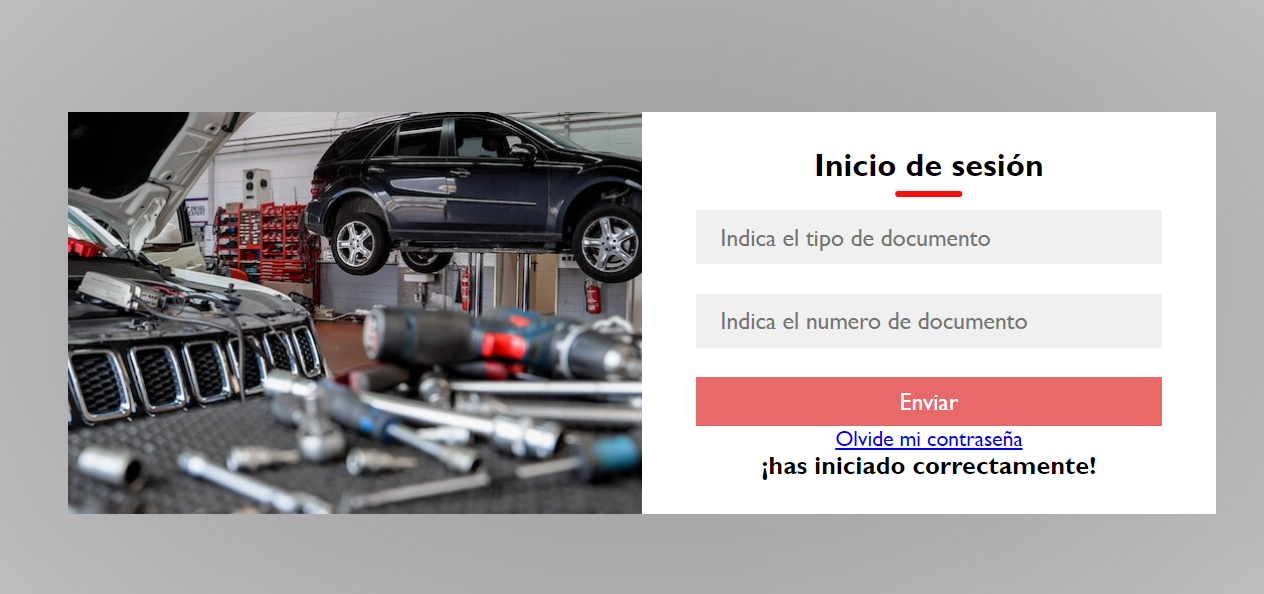 Inicio de sesión
Indica el tipo de documento
Indica el numero de documento
Enviar
Olvide mi contraseña
¡has iniciado correctamente!